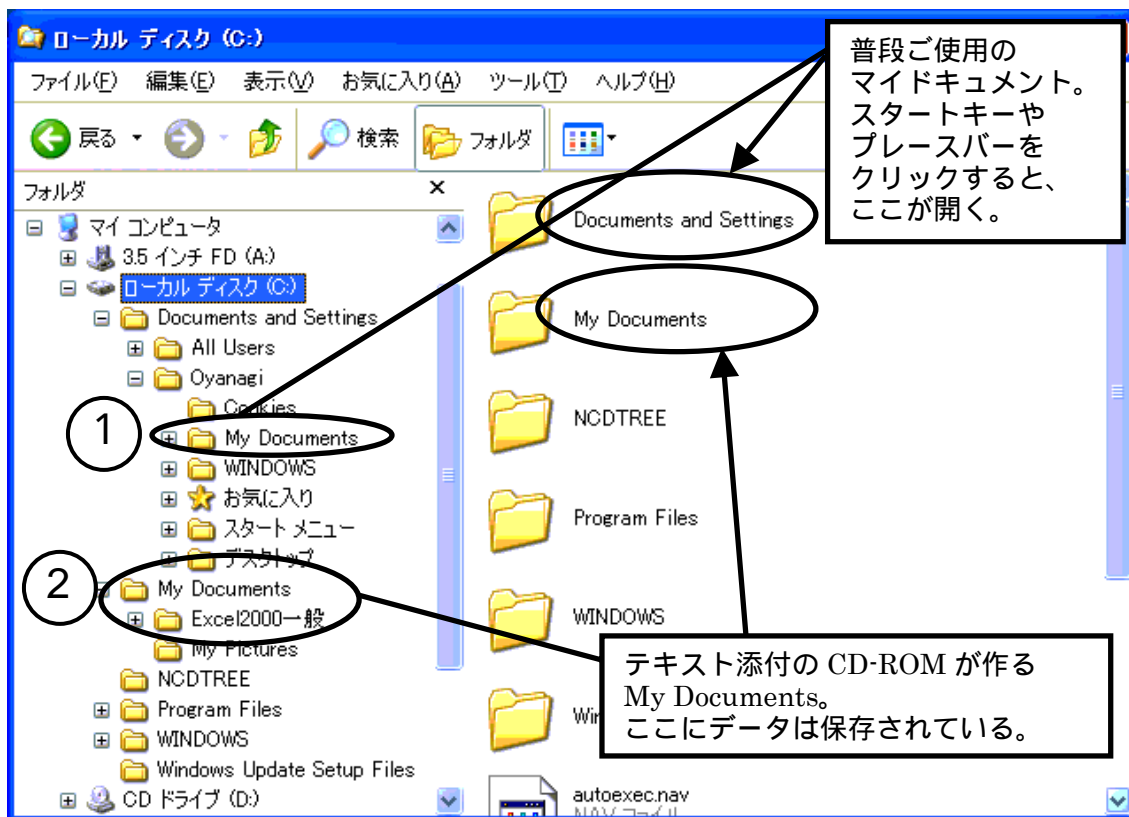 ローカル ディスク (C:)
ファイル(F) 編集(E) 表示(V) お気に入り(A) ツール(T) ヘルプ(H)
戻る 検索 フォルダ
普段ご使用の
マイドキュメント。
スタートキーや
プレースバーを
クリックすると、
ここが開く。
フォルダ ×
マイ コンピュータ
3.5 インチ FD (A:)
ローカル ディスク (C:)
Documents and Settings
All Users
Oyanagi
Cookies
1
My Documents
WINDOWS
お気に入り
スタート メニュー
デスクトップ
2
My Documents
Excel2000一般
My Pictures
NCDTREE
Program Files
WINDOWS
Windows Update Setup Files
CD ドライブ (D:)
Documents and Settings
My Documents
NCDTREE
Program Files
WINDOWS
テキスト添付の CD-ROM が作る
My Documents。
ここにデータは保存されている。
autoexec.nav
NAV ファイル